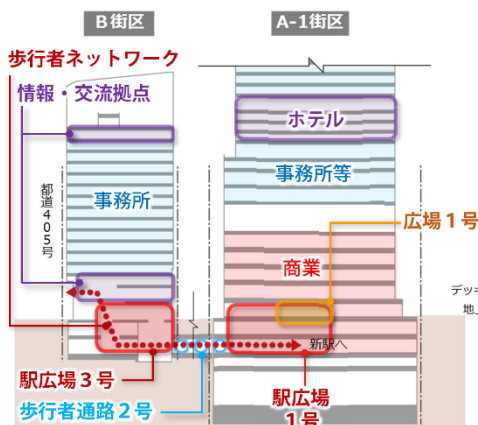 B街区
A-1街区
歩行者ネットワーク
情報・交流拠点
ホテル
事務所等
事務所
都道405号
広場1号
商業
デッキ
新駅へ
駅広場3号
駅広場
1号
歩行者通路2号